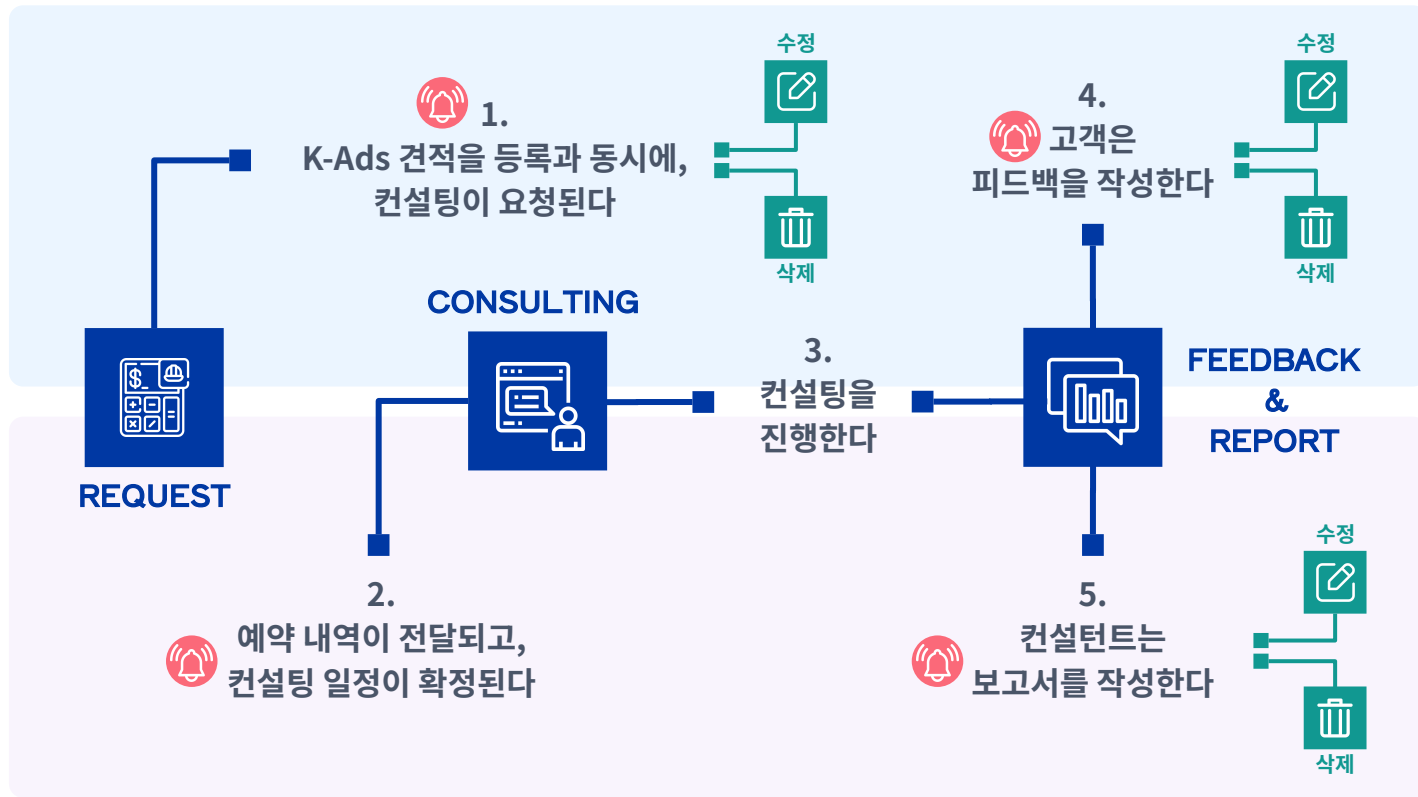 1.
K-Ads 견적을 등록과 동시에,
컨설팅이 요청된다
수정
삭제
4.
고객은
피드백을 작성한다
수정
삭제
REQUEST
$_
CONSULTING
2.
예약 내역이 전달되고,
컨설팅 일정이 확정된다
3.
컨설팅을
진행한다
FEEDBACK
&
REPORT
5.
컨설턴트는
보고서를 작성한다
수정
삭제